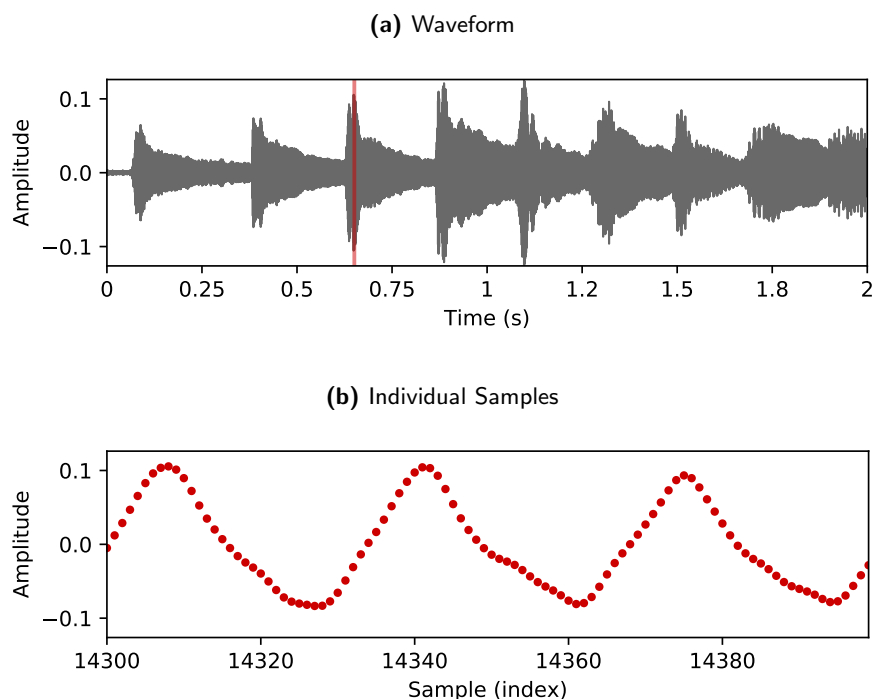 (a) Waveform
Amplitude
0.1
0.0
−0.1
0 0.25 0.5 0.75 1 1.2 1.5 1.8 2
Time (s)
(b) Individual Samples
Amplitude
0.1
0.0
−0.1
14300 14320 14340 14360 14380
Sample (index)